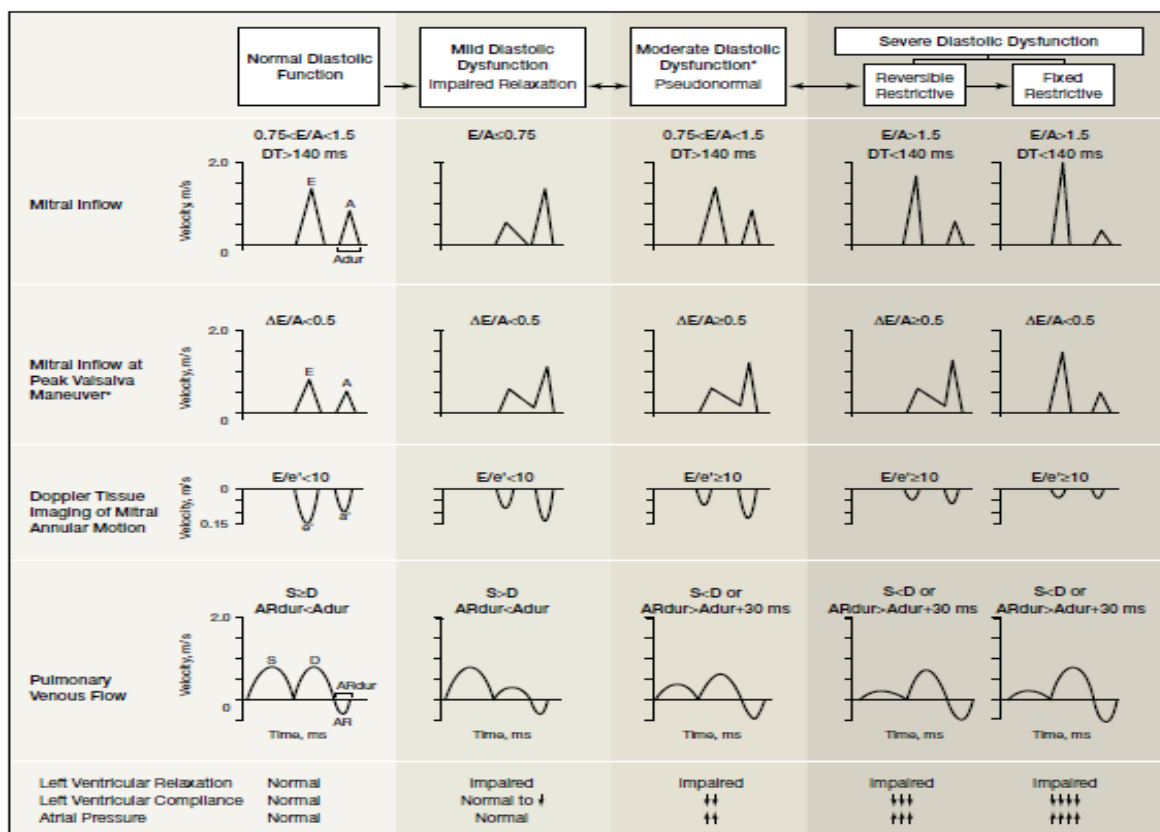 Normal Diastolic
Function
Mild Diastolic
Dysfunction
Impaired Relaxation
Moderate Diastolic
Dysfunction*
Pseudonormal
Severe Diastolic Dysfunction
Reversible
Restrictive
Fixed
Restrictive
Mitral Inflow
Velocity, m/s
2.0
0
0.75<E/A<1.5
DT>140 ms
E
A
Adur
E/A≤0.75
0.75<E/A<1.5
DT>140 ms
E/A>1.5
DT<140 ms
E/A>1.5
DT<140 ms
Mitral Inflow at
Peak Valsalva
Maneuver*
Velocity, m/s
2.0
0
ΔE/A<0.5
E
A
ΔE/A<0.5
ΔE/A≥0.5
ΔE/A≥0.5
ΔE/A<0.5
Doppler Tissue
Imaging of Mitral
Annular Motion
Velocity, m/s
0
0.15
E/e'<10
e'
a'
E/e'<10
E/e'≥10
E/e'≥10
E/e'≥10
Pulmonary
Venous Flow
Velocity, m/s
2.0
0
S≥D
ARdur<Adur
S
D
ARdur
AR
Time, ms
S>D
ARdur<Adur
Time, ms
S<D or
ARdur>Adur+30 ms
Time, ms
S<D or
ARdur>Adur+30 ms
Time, ms
S<D or
ARdur>Adur+30 ms
Time, ms
Left Ventricular Relaxation Normal Impaired Impaired Impaired Impaired
Left Ventricular Compliance Normal Normal to ↓ ↓↓ ↓↓↓ ↓↓↓↓
Atrial Pressure Normal Normal ↑↑ ↑↑↑ ↑↑↑↑